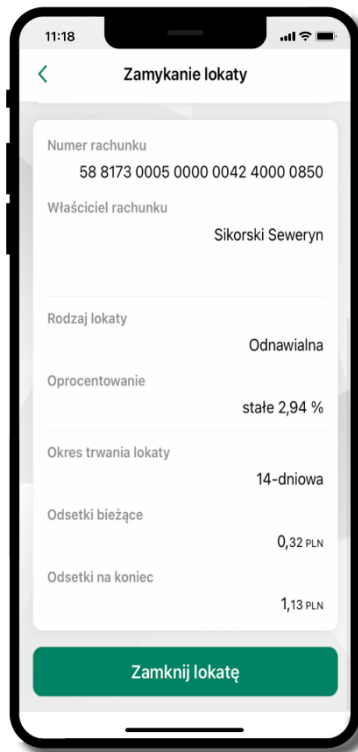 11:18
Zamykanie lokaty
Numer rachunku
58 8173 0005 0000 0042 4000 0850
Właściciel rachunku
Sikorski Seweryn
Rodzaj lokaty
Odnawialna
Oprocentowanie
stałe 2,94 %
Okres trwania lokaty
14-dniowa
Odsetki bieżące
0,32 PLN
Odsetki na koniec
1,13 PLN
Zamknij lokatę